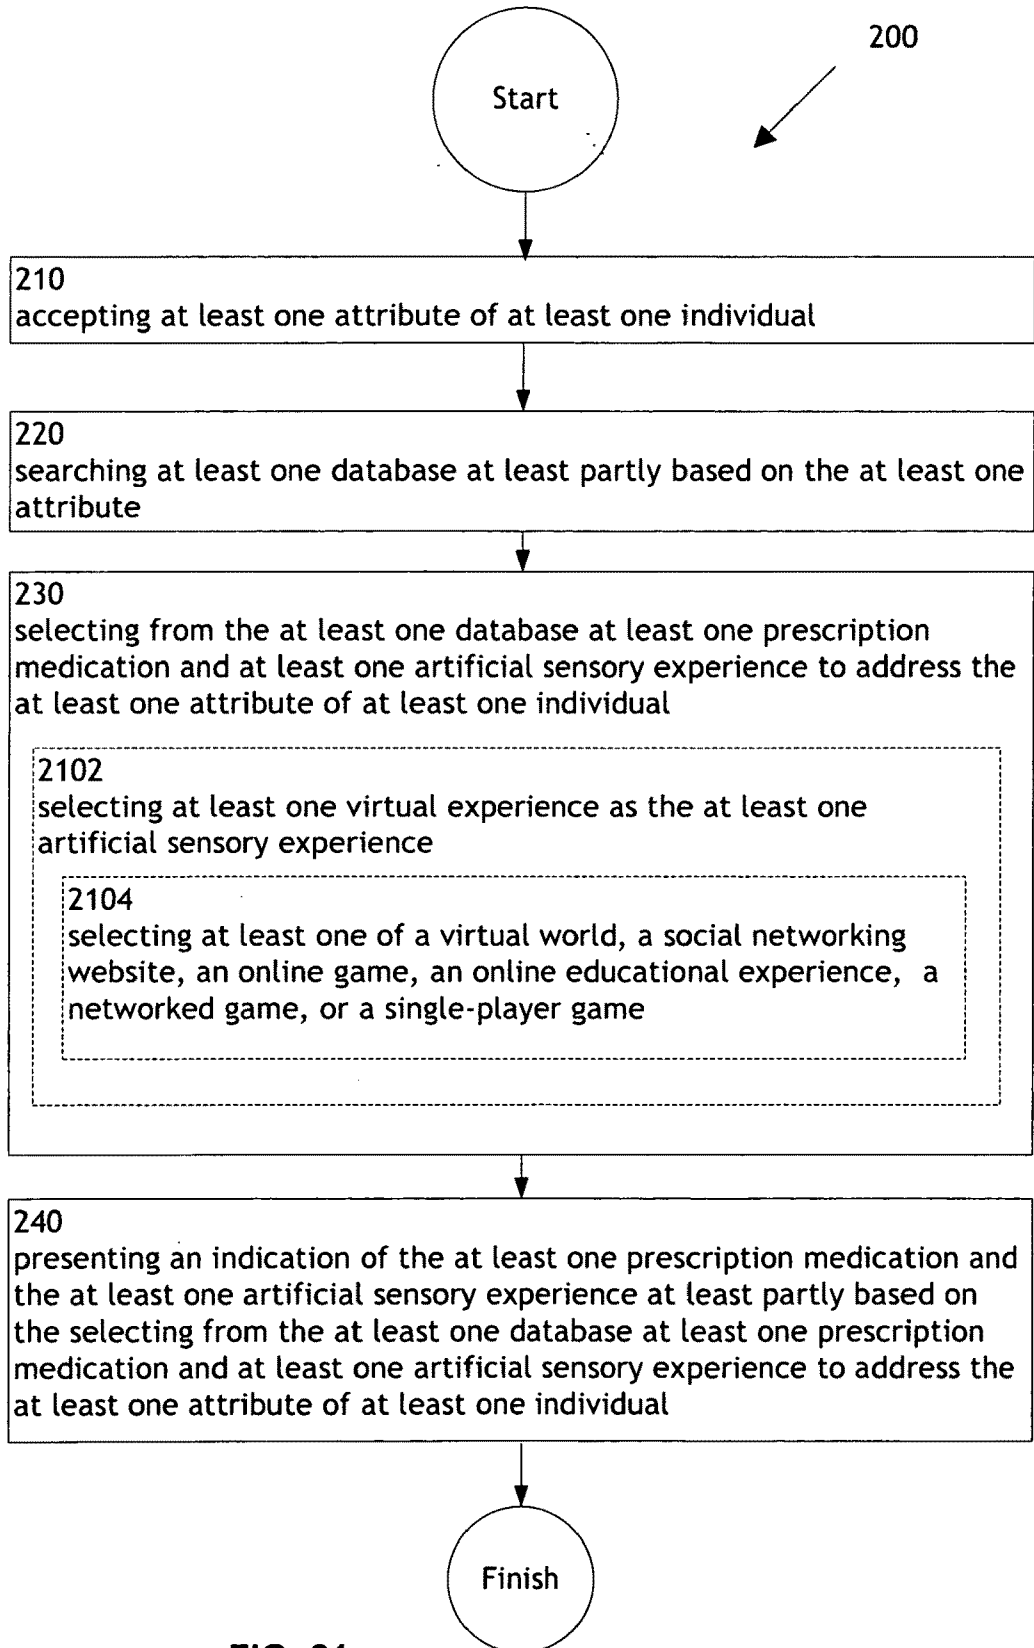 200
Start
210
accepting at least one attribute of at least one individual
220
searching at least one database at least partly based on the at least one
attribute
230
selecting from the at least one database at least one prescription
medication and at least one artificial sensory experience to address the
at least one attribute of at least one individual
2102
selecting at least one virtual experience as the at least one
artificial sensory experience
2104
selecting at least one of a virtual world, a social networking
website, an online game, an online educational experience, a
networked game, or a single-player game
240
presenting an indication of the at least one prescription medication and
the at least one artificial sensory experience at least partly based on
the selecting from the at least one database at least one prescription
medication and at least one artificial sensory experience to address the
at least one attribute of at least one individual
Finish